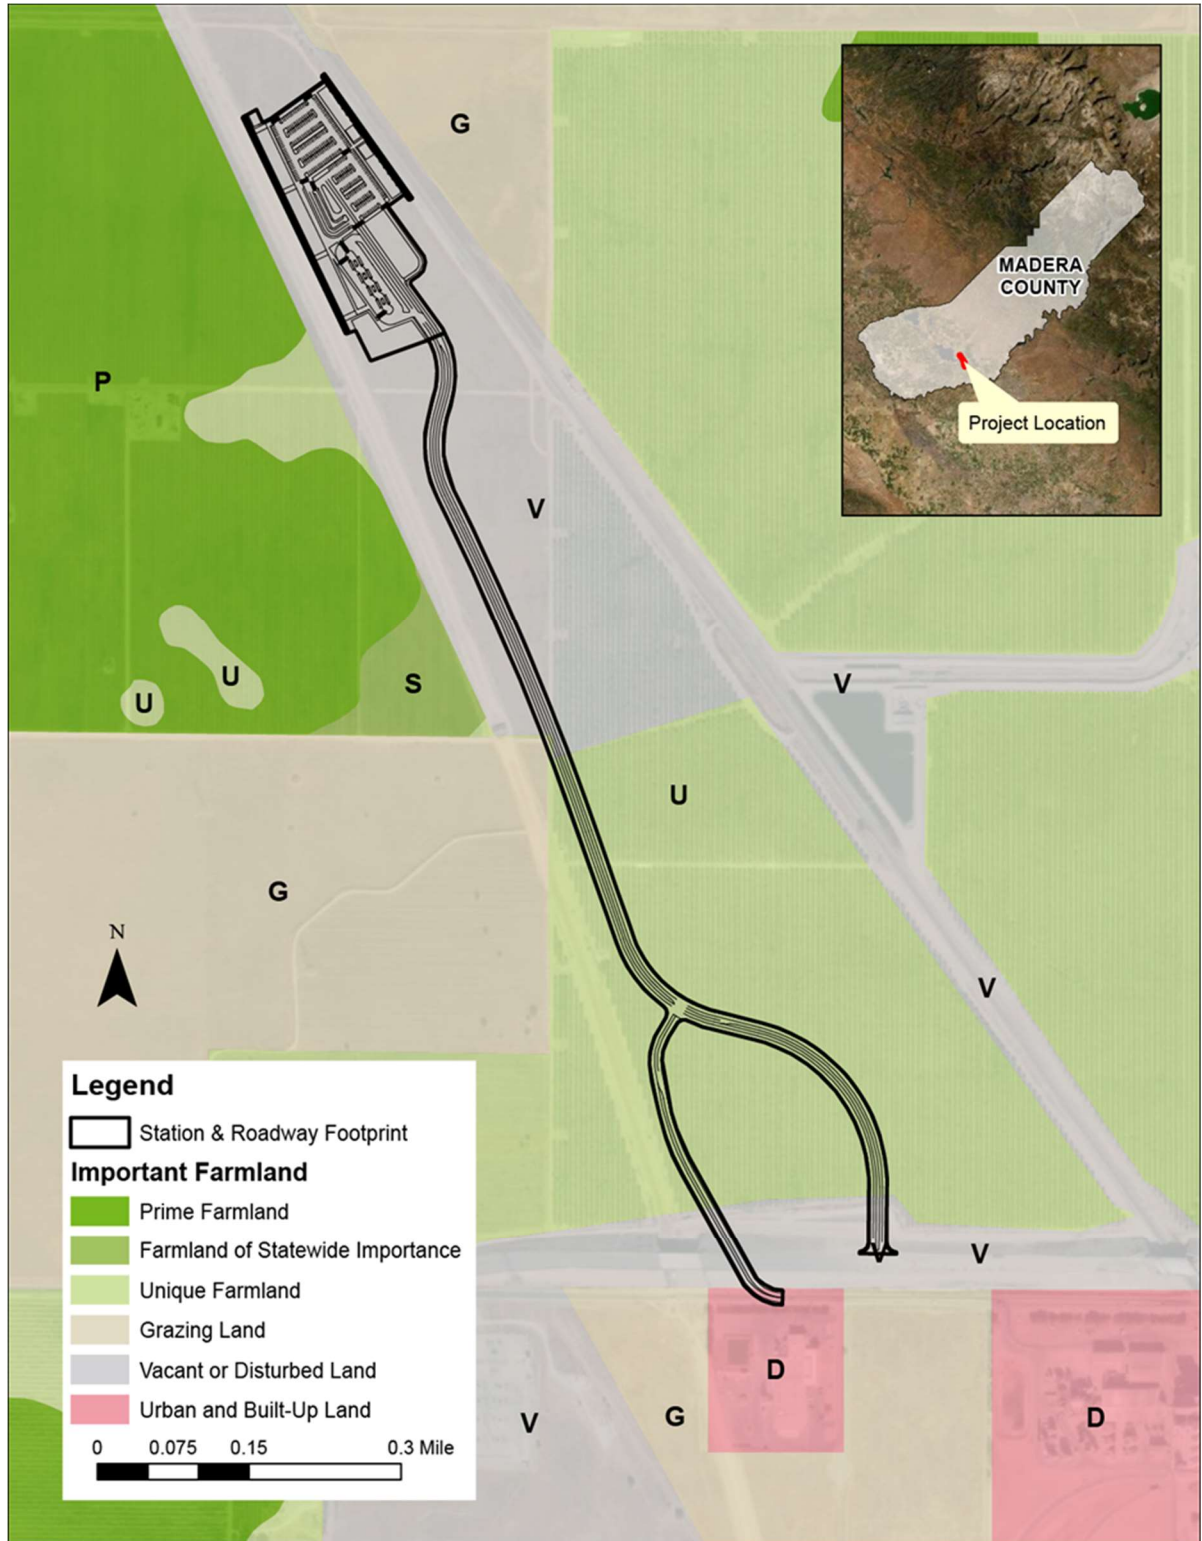 G
MADERA
COUNTY
Project Location
P
V
U
U
S
V
U
G
N
V
V
V
D
V
G
D
Legend
Station & Roadway Footprint
Important Farmland
Prime Farmland
Farmland of Statewide Importance
Unique Farmland
Grazing Land
Vacant or Disturbed Land
Urban and Built-Up Land
0 0.075 0.15 0.3 Mile